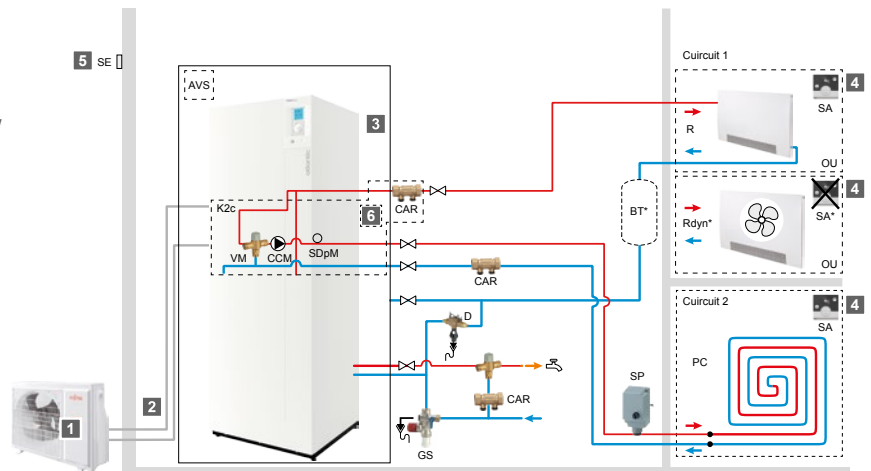 5 SE
AVS
3
K2c
6
CAR
VM
CCM
SDpM
CAR
D
CAR
GS
1
2
BT*
SP
Cuircuit 1
4
SA
R
OU
4
SA*
Rdyn*
OU
Cuircuit 2
4
SA
PC